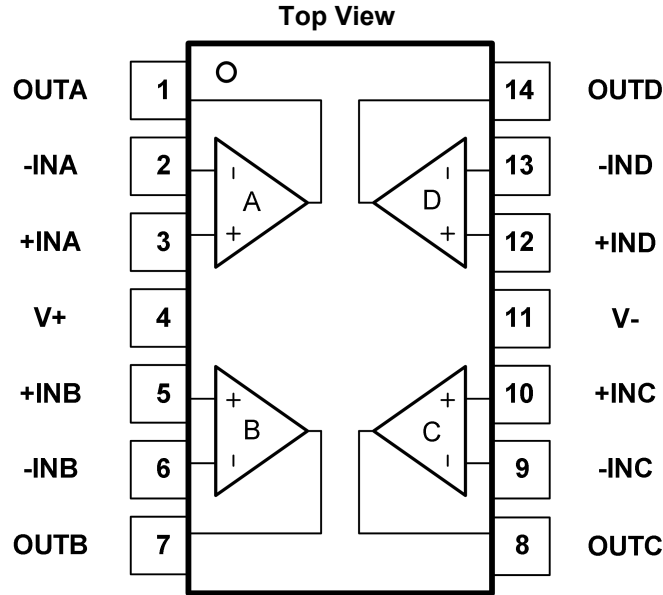 Top View
OUTA 1 14 OUTD
-INA 2 - - 13 -IND
A D
+INA 3 + + 12 +IND
V+ 4 11 V-
+INB 5 + + 10 +INC
B C
-INB 6 - - 9 -INC
OUTB 7 8 OUTC